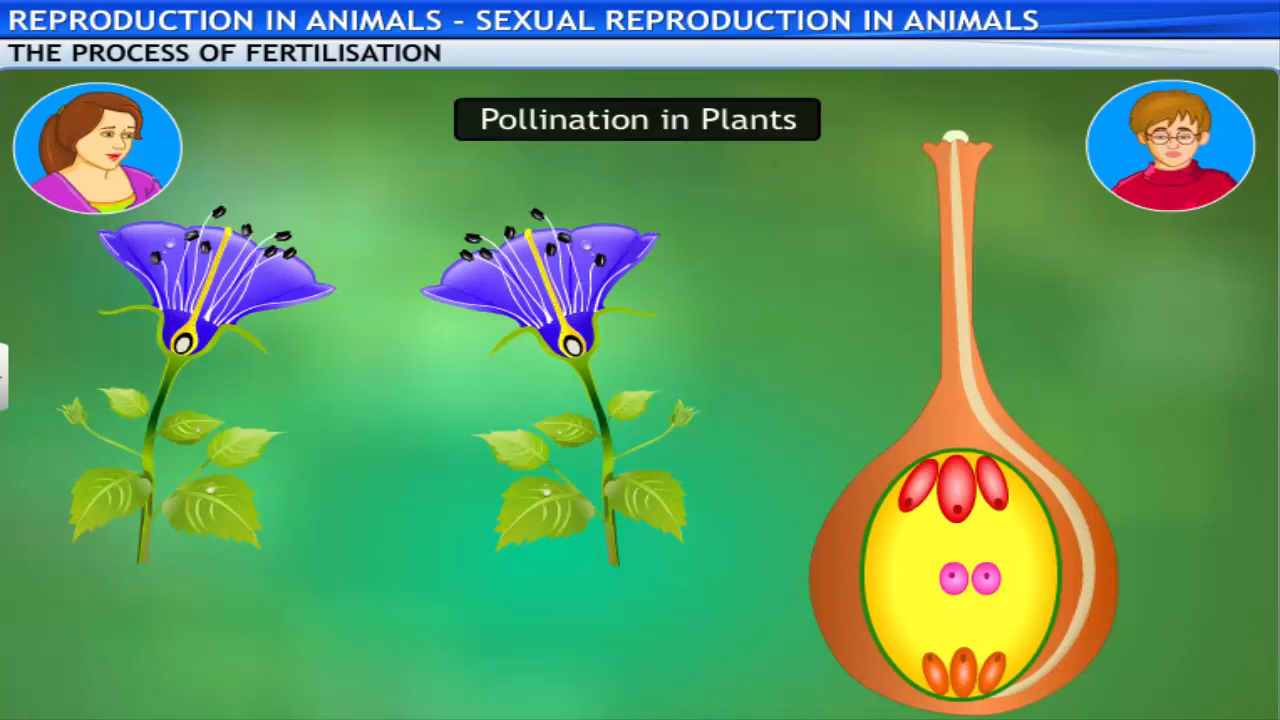 REPRODUCTION IN ANIMALS - SEXUAL REPRODUCTION IN ANIMALS
THE PROCESS OF FERTILISATION
Pollination in Plants